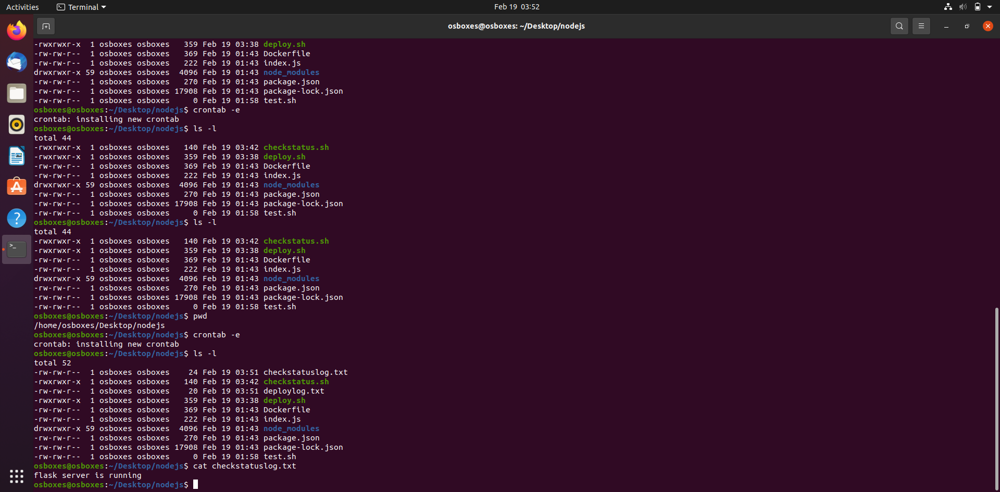 Activities Terminal Feb 19 03:52
osboxes@osboxes: ~/Desktop/nodejs
-rwxrwxr-x  1 osboxes osboxes   359 Feb 19 03:38 deploy.sh
-rw-rw-r--  1 osboxes osboxes   369 Feb 19 01:43 Dockerfile
-rw-rw-r--  1 osboxes osboxes   222 Feb 19 01:43 index.js
drwxrwxr-x 59 osboxes osboxes  4096 Feb 19 01:43 node_modules
-rw-rw-r--  1 osboxes osboxes   270 Feb 19 01:43 package.json
-rw-rw-r--  1 osboxes osboxes 17908 Feb 19 01:43 package-lock.json
-rw-rw-r--  1 osboxes osboxes     0 Feb 19 01:58 test.sh
osboxes@osboxes:~/Desktop/nodejs$ crontab -e
crontab: installing new crontab
osboxes@osboxes:~/Desktop/nodejs$ ls -l
total 44
-rwxrwxr-x  1 osboxes osboxes   140 Feb 19 03:42 checkstatus.sh
-rwxrwxr-x  1 osboxes osboxes   359 Feb 19 03:38 deploy.sh
-rw-rw-r--  1 osboxes osboxes   369 Feb 19 01:43 Dockerfile
-rw-rw-r--  1 osboxes osboxes   222 Feb 19 01:43 index.js
drwxrwxr-x 59 osboxes osboxes  4096 Feb 19 01:43 node_modules
-rw-rw-r--  1 osboxes osboxes   270 Feb 19 01:43 package.json
-rw-rw-r--  1 osboxes osboxes 17908 Feb 19 01:43 package-lock.json
-rw-rw-r--  1 osboxes osboxes     0 Feb 19 01:58 test.sh
osboxes@osboxes:~/Desktop/nodejs$ ls -l
total 44
-rwxrwxr-x  1 osboxes osboxes   140 Feb 19 03:42 checkstatus.sh
-rwxrwxr-x  1 osboxes osboxes   359 Feb 19 03:38 deploy.sh
-rw-rw-r--  1 osboxes osboxes   369 Feb 19 01:43 Dockerfile
-rw-rw-r--  1 osboxes osboxes   222 Feb 19 01:43 index.js
drwxrwxr-x 59 osboxes osboxes  4096 Feb 19 01:43 node_modules
-rw-rw-r--  1 osboxes osboxes   270 Feb 19 01:43 package.json
-rw-rw-r--  1 osboxes osboxes 17908 Feb 19 01:43 package-lock.json
-rw-rw-r--  1 osboxes osboxes     0 Feb 19 01:58 test.sh
osboxes@osboxes:~/Desktop/nodejs$ pwd
/home/osboxes/Desktop/nodejs
osboxes@osboxes:~/Desktop/nodejs$ crontab -e
crontab: installing new crontab
osboxes@osboxes:~/Desktop/nodejs$ ls -l
total 52
-rw-rw-r--  1 osboxes osboxes    24 Feb 19 03:51 checkstatuslog.txt
-rwxrwxr-x  1 osboxes osboxes   140 Feb 19 03:42 checkstatus.sh
-rw-rw-r--  1 osboxes osboxes    20 Feb 19 03:51 deploylog.txt
-rwxrwxr-x  1 osboxes osboxes   359 Feb 19 03:38 deploy.sh
-rw-rw-r--  1 osboxes osboxes   369 Feb 19 01:43 Dockerfile
-rw-rw-r--  1 osboxes osboxes   222 Feb 19 01:43 index.js
drwxrwxr-x 59 osboxes osboxes  4096 Feb 19 01:43 node_modules
-rw-rw-r--  1 osboxes osboxes   270 Feb 19 01:43 package.json
-rw-rw-r--  1 osboxes osboxes 17908 Feb 19 01:43 package-lock.json
-rw-rw-r--  1 osboxes osboxes     0 Feb 19 01:58 test.sh
osboxes@osboxes:~/Desktop/nodejs$ cat checkstatuslog.txt
flask server is running
osboxes@osboxes:~/Desktop/nodejs$